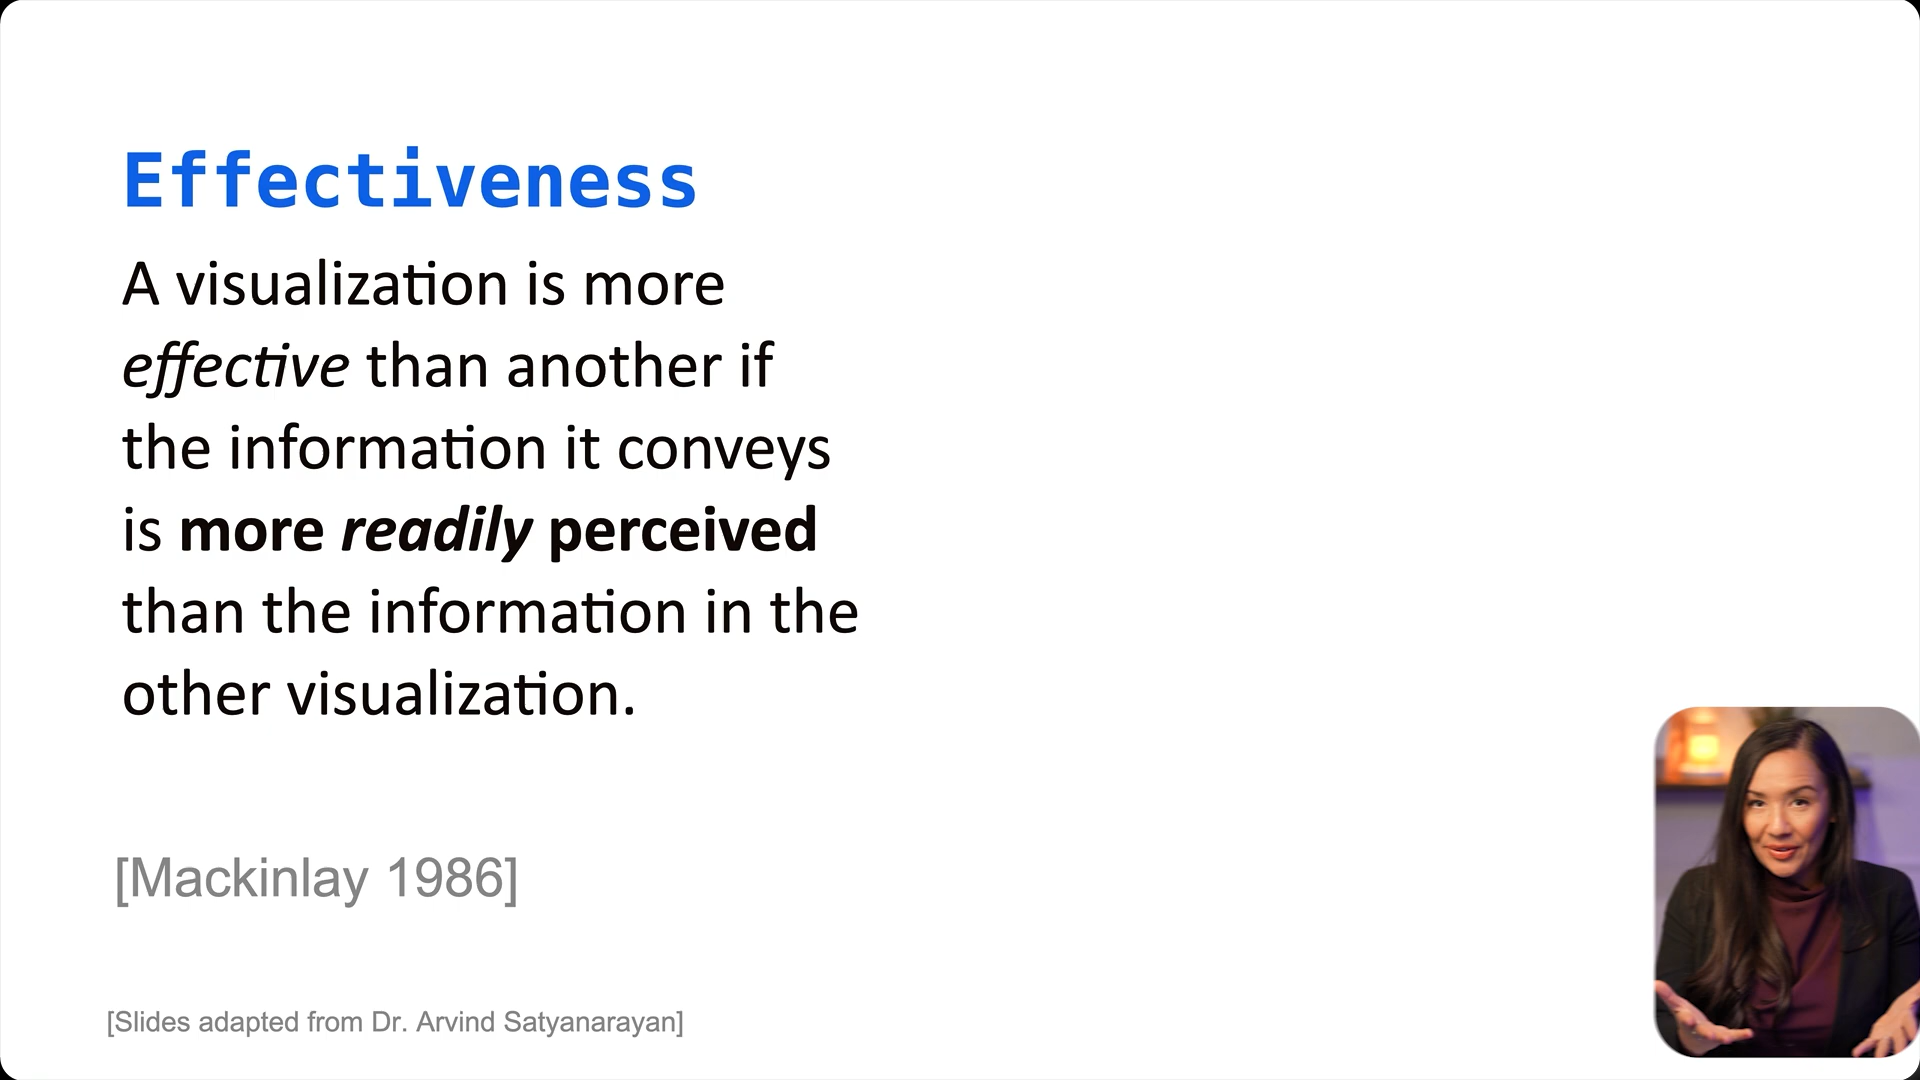 Effectiveness
A visualization is more
effective than another if
the information it conveys
is more readily perceived
than the information in the
other visualization.
[Mackinlay 1986]
[Slides adapted from Dr. Arvind Satyanarayan]